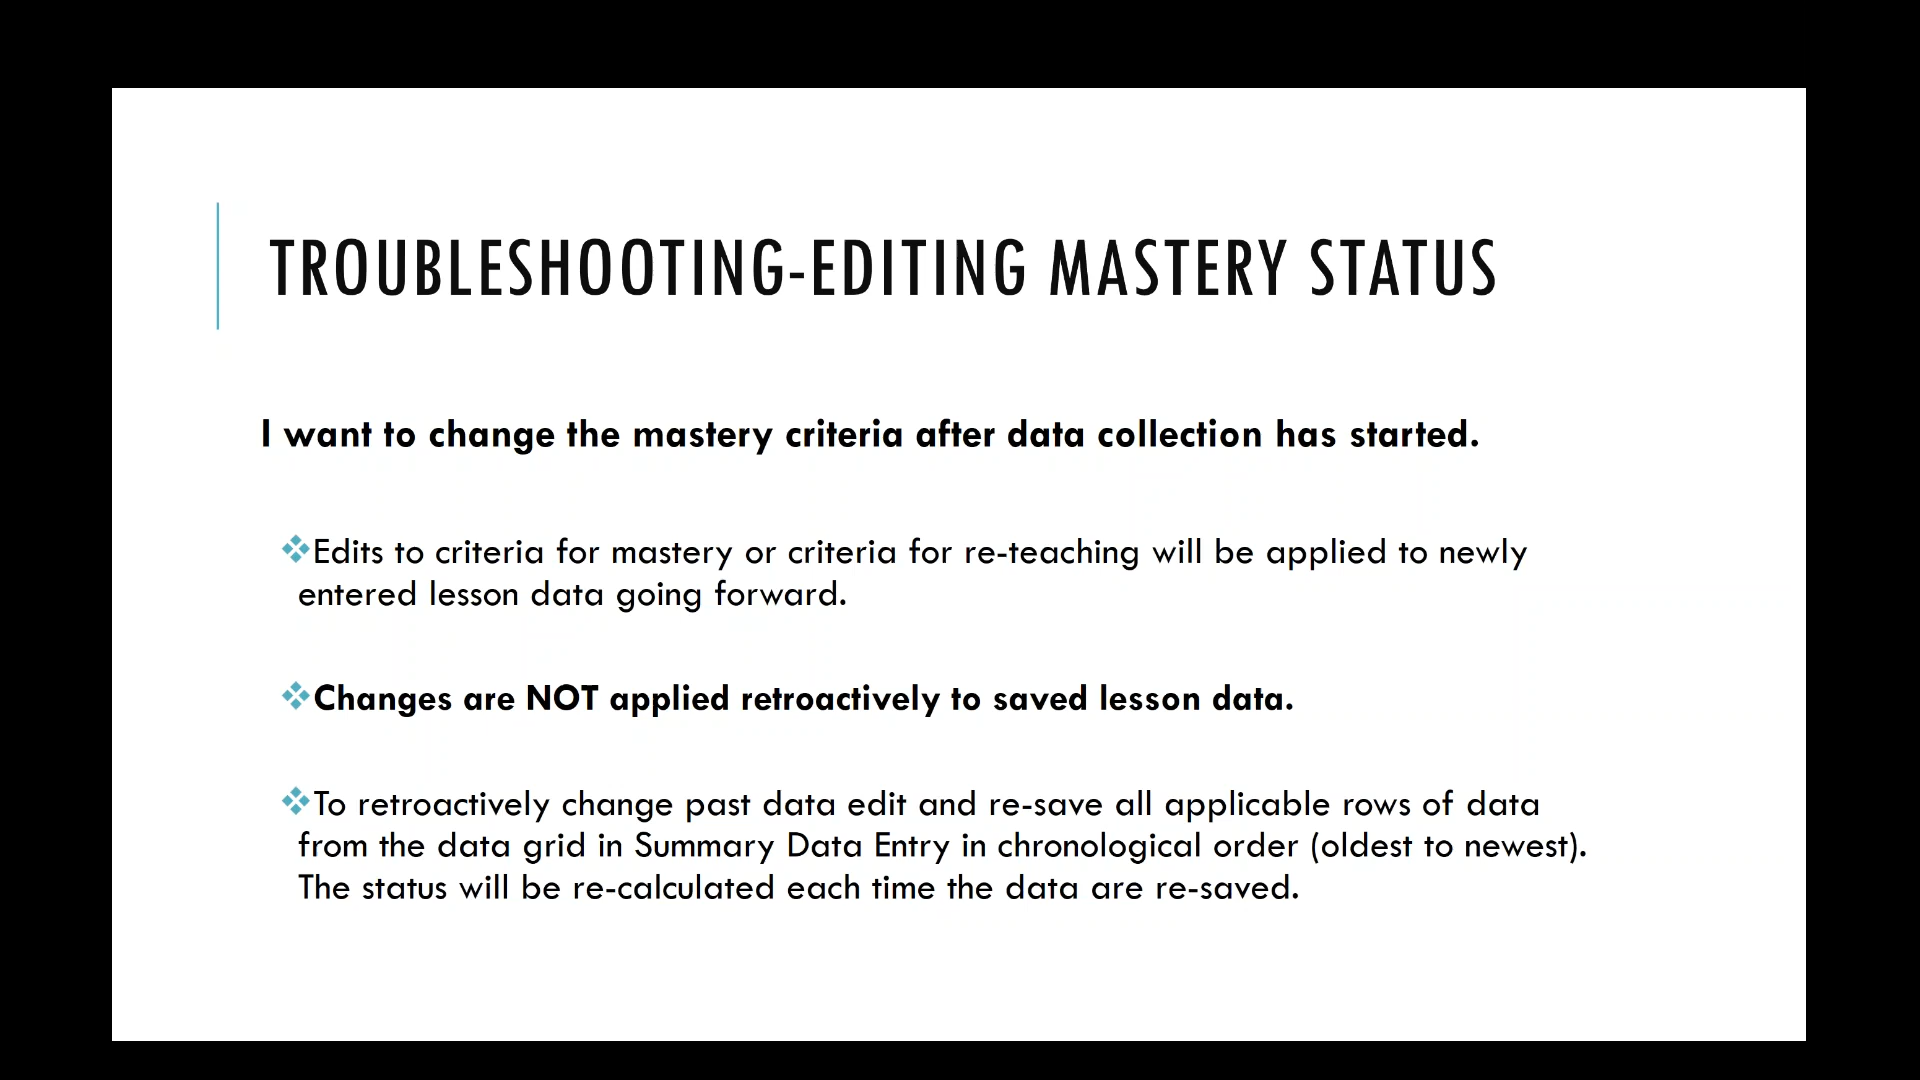 TROUBLESHOOTING-EDITING MASTERY STATUS
I want to change the mastery criteria after data collection has started.
❖Edits to criteria for mastery or criteria for re-teaching will be applied to newly
entered lesson data going forward.
❖Changes are NOT applied retroactively to saved lesson data.
❖To retroactively change past data edit and re-save all applicable rows of data
from the data grid in Summary Data Entry in chronological order (oldest to newest).
The status will be re-calculated each time the data are re-saved.